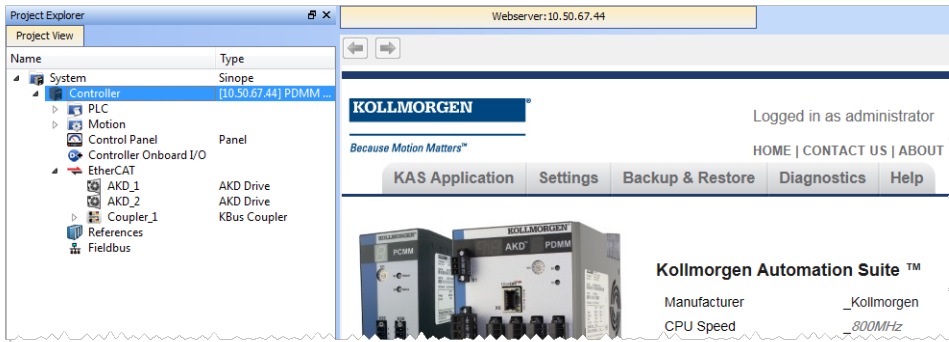 Project Explorer
Project View
Name Type
System Sinope
Controller [10.50.67.44] PDMM ...
PLC
Motion
Control Panel Panel
Controller Onboard I/O
EtherCAT
AKD_1 AKD Drive
AKD_2 AKD Drive
Coupler_1 KBus Coupler
References
Fieldbus
Webserver:10.50.67.44
KOLLMORGEN®
Because Motion Matters™
Logged in as administrator
HOME | CONTACT US | ABOUT
KAS Application Settings Backup & Restore Diagnostics Help
KOLLMORGEN
PCMM
KOLLMORGEN
AKD™ PDMM
Kollmorgen Automation Suite ™
Manufacturer _Kollmorgen
CPU Speed _800MHz